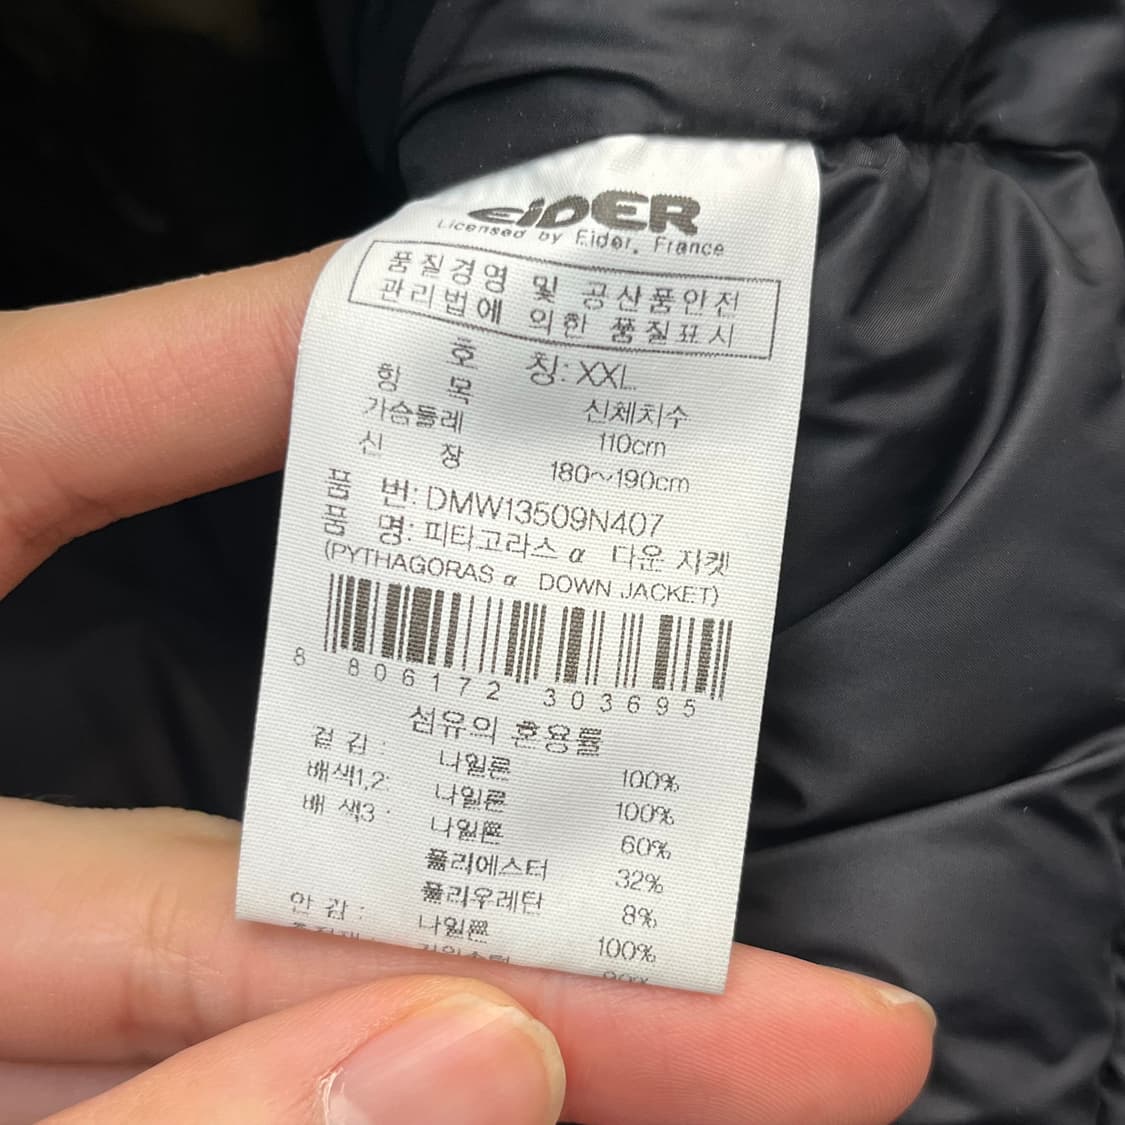 EiDER
Licensed by Eider, France
품질경영 및 공산품안전
관리법에 의한 품질표시
호 칭: XXL
항 목 신체치수
가슴둘레 110cm
신 장 180~190cm
품 번: DMW13509N407
품 명: 피타고라스 α 다운 자켓
(PYTHAGORAS α DOWN JACKET)
8 806172 303695
섬유의 혼용률
겉 감 : 나일론 100%
배색1,2: 나일론 100%
배 색3 : 나일론 60%
폴리에스터 32%
폴리우레탄 8%
안 감 : 나일론 100%